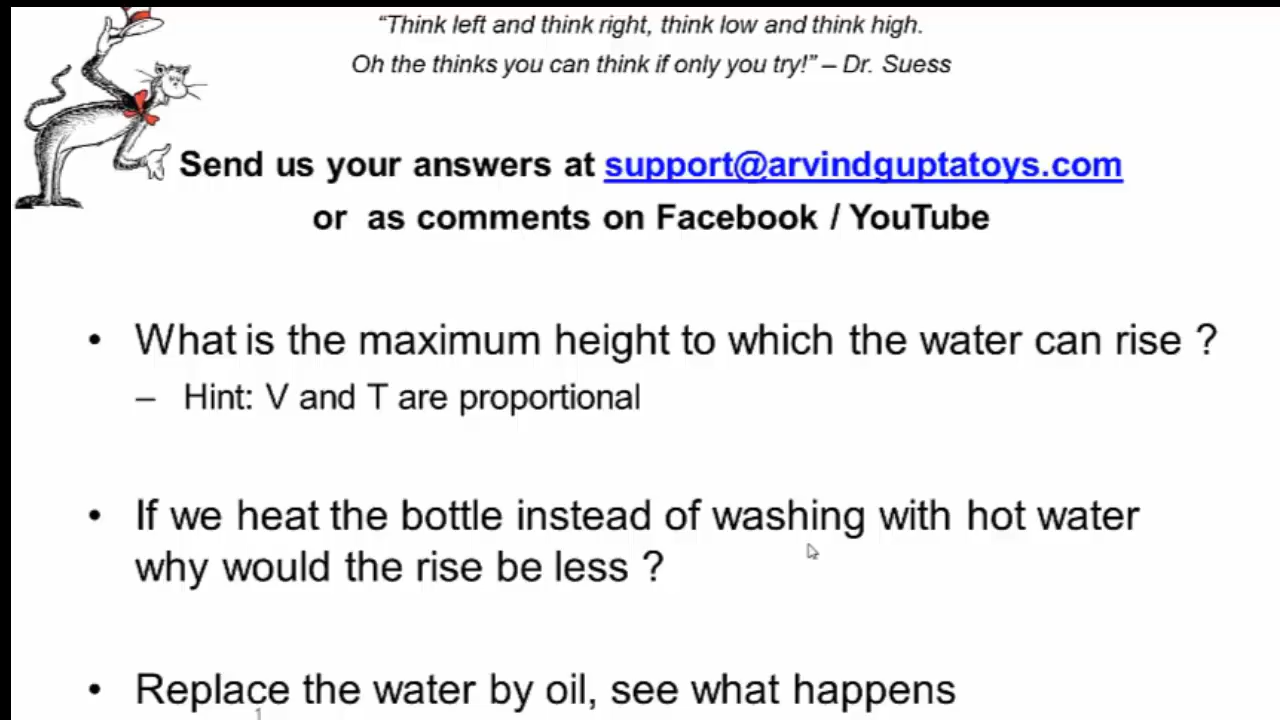 “Think left and think right, think low and think high.
Oh the thinks you can think if only you try!” – Dr. Suess
Send us your answers at support@arvindguptatoys.com
or as comments on Facebook / YouTube
• What is the maximum height to which the water can rise ?
– Hint: V and T are proportional
• If we heat the bottle instead of washing with hot water
why would the rise be less ?
• Replace the water by oil, see what happens
1